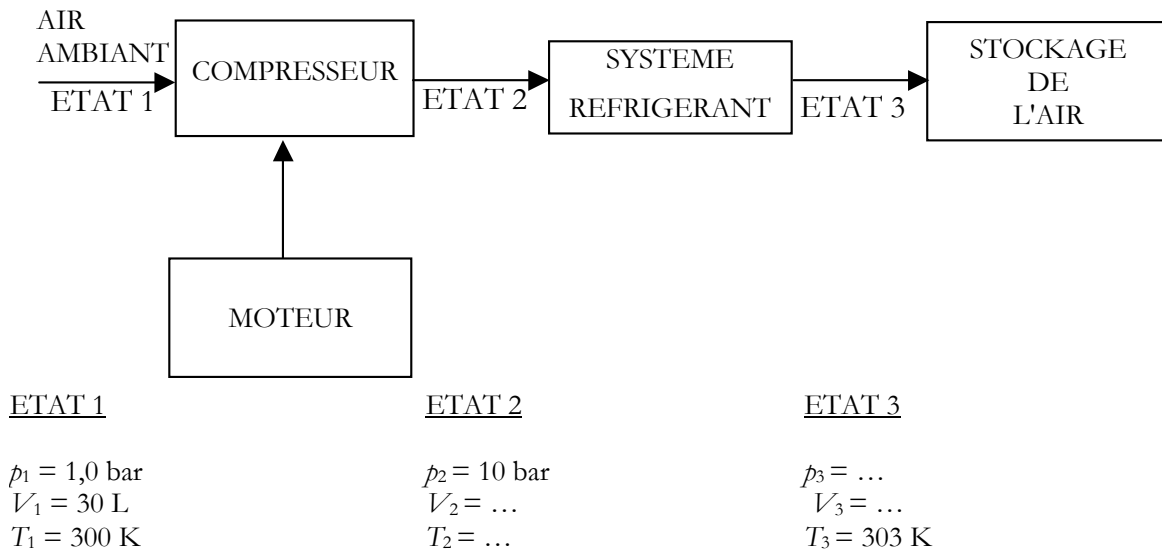 AIR
AMBIANT
ETAT 1
COMPRESSEUR
ETAT 2
SYSTEME
REFRIGERANT
ETAT 3
STOCKAGE
DE
L'AIR
MOTEUR
ETAT 1
p1 = 1,0 bar
V1 = 30 L
T1 = 300 K
ETAT 2
p2 = 10 bar
V2 = …
T2 = …
ETAT 3
p3 = …
V3 = …
T3 = 303 K